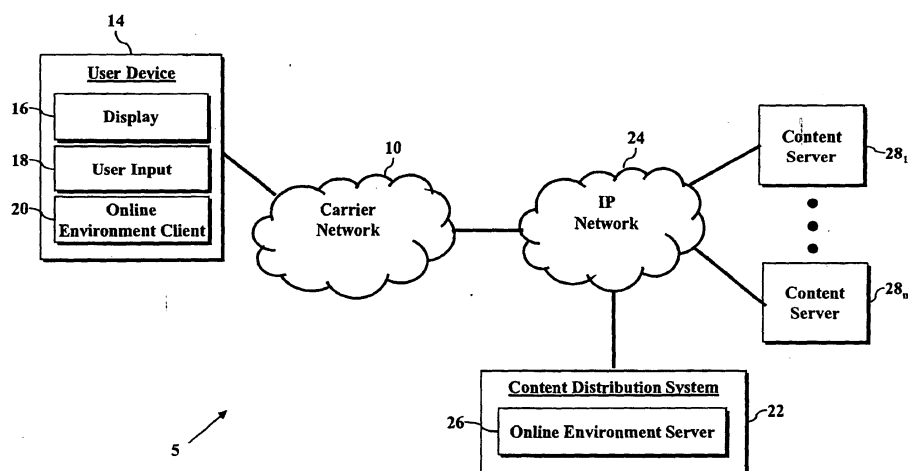 14
User Device
16
Display
18
User Input
20
Online
Environment Client
10
Carrier
Network
24
IP
Network
Content
Server
28₁
Content
Server
28ₙ
Content Distribution System
22
26
Online Environment Server
5